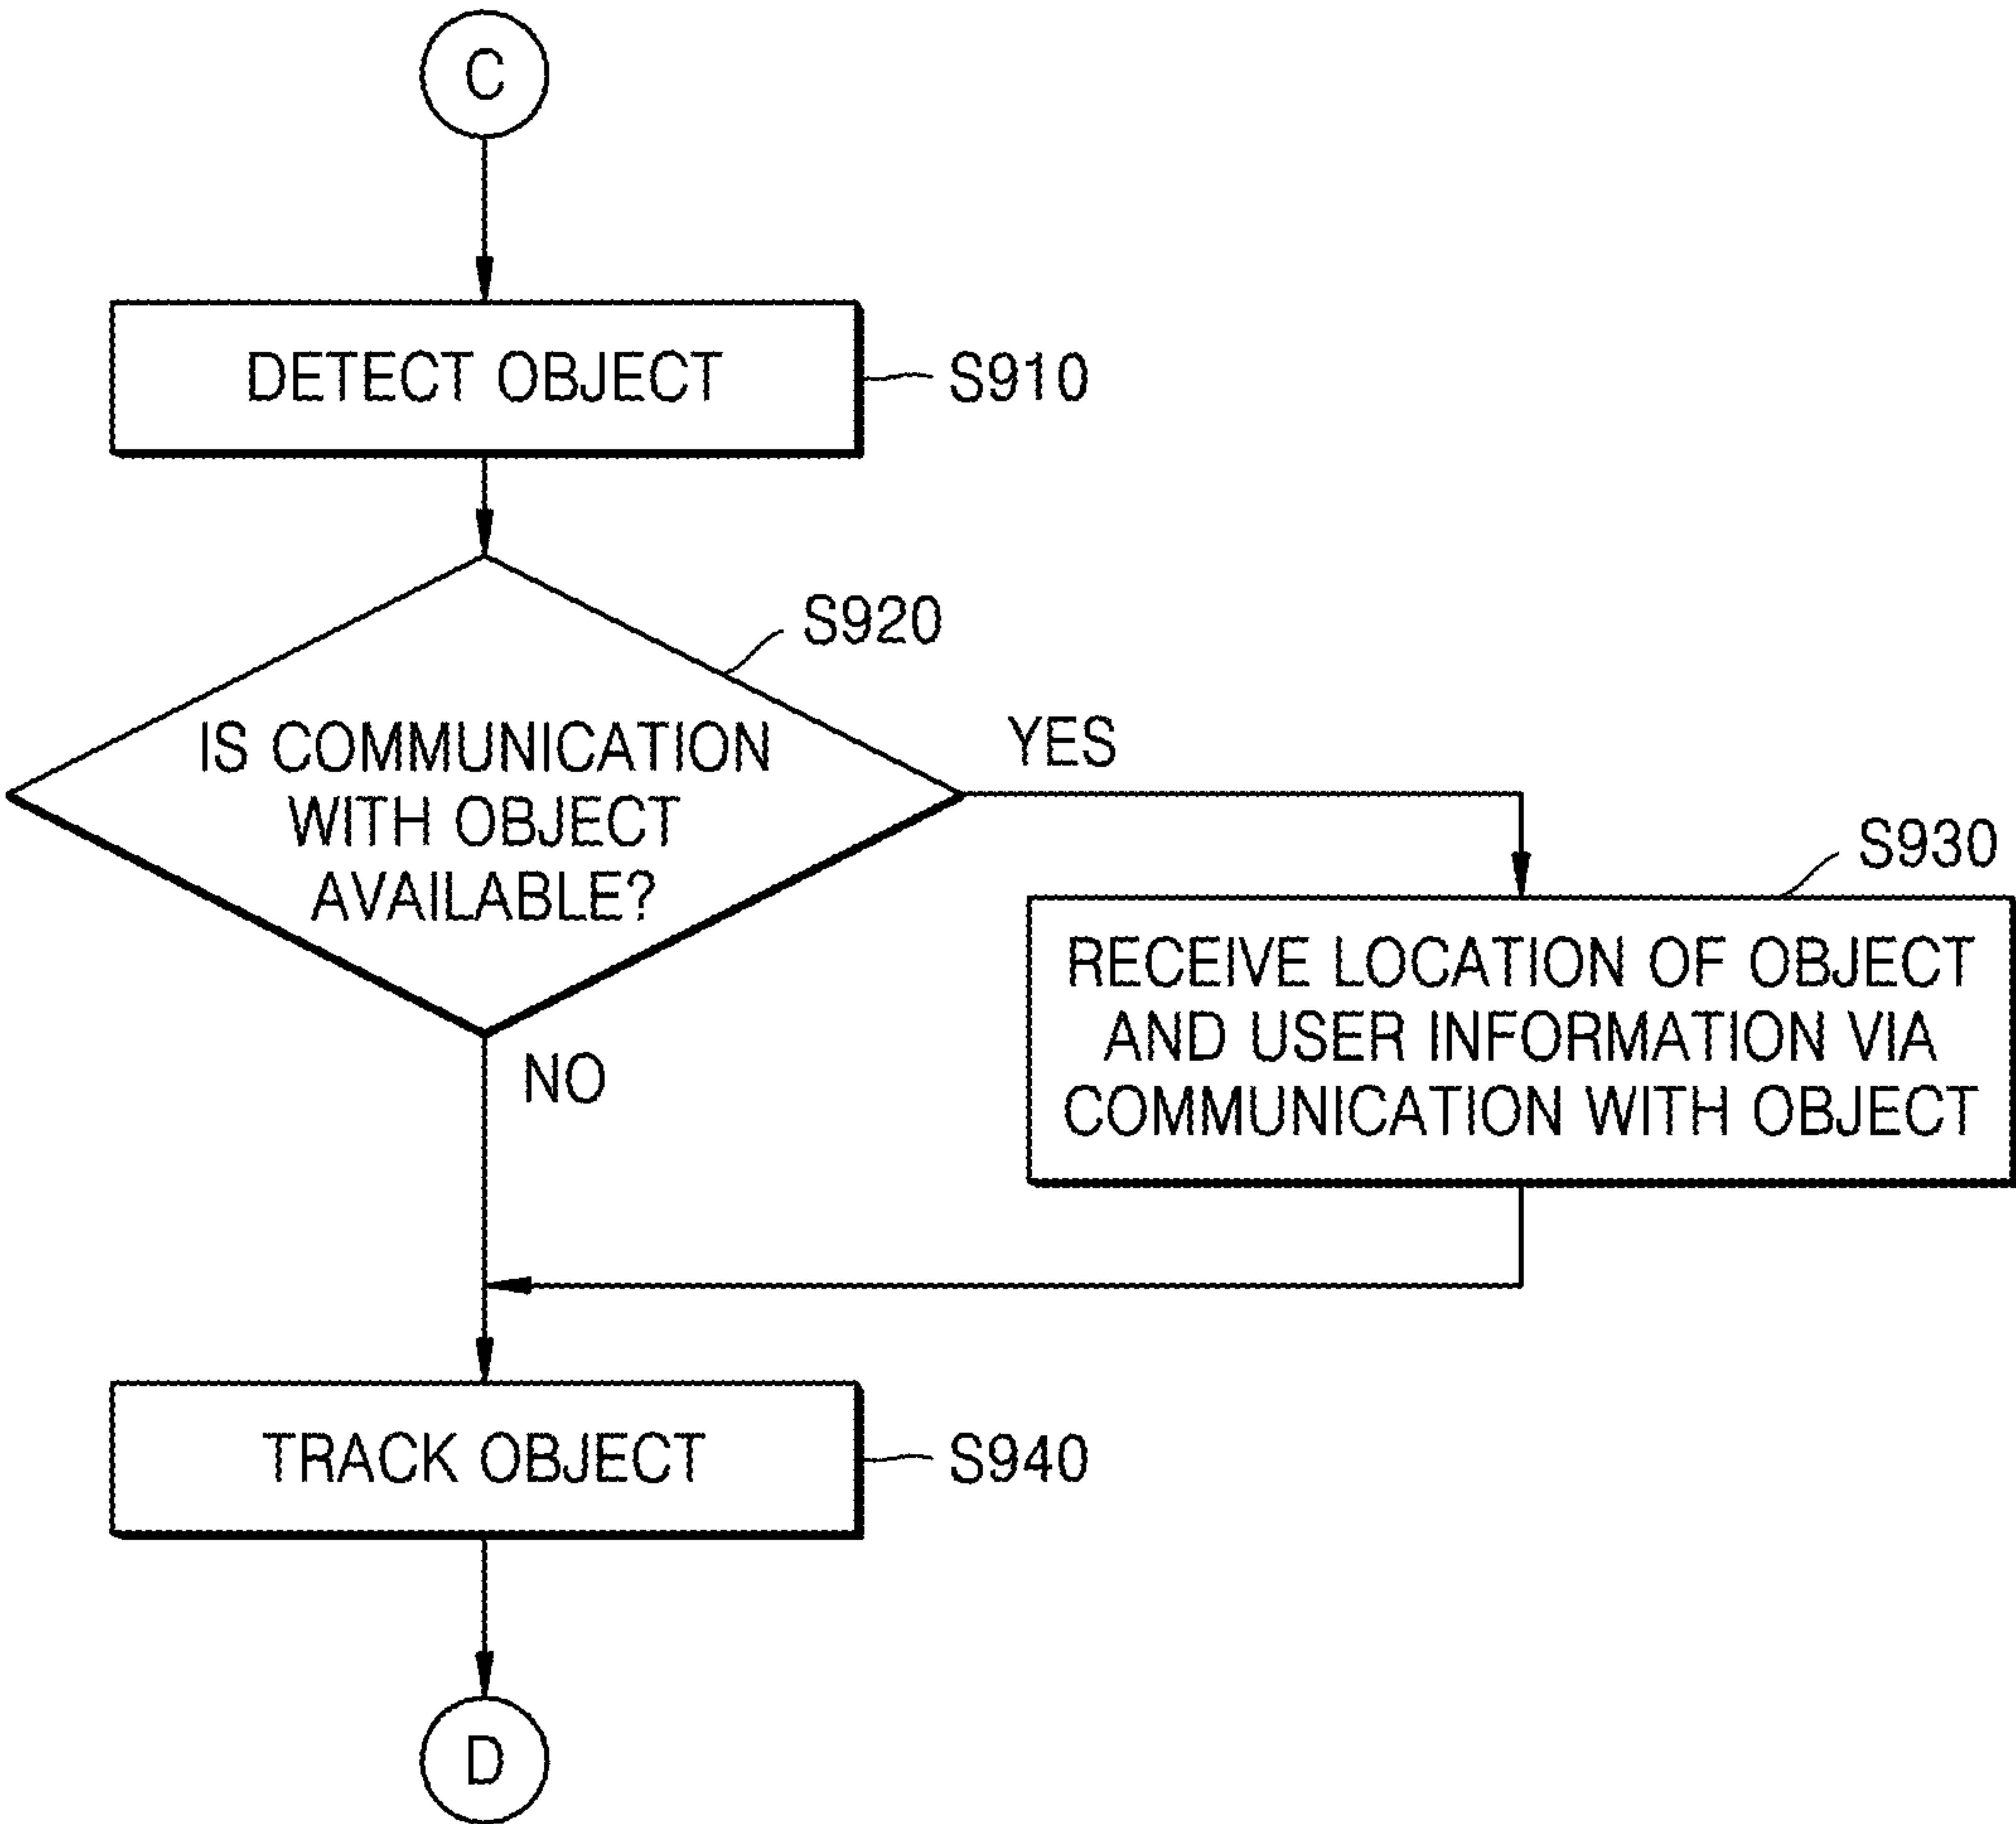 C
DETECT OBJECT
S910
S920
IS COMMUNICATION
WITH OBJECT
AVAILABLE?
YES
NO
S930
RECEIVE LOCATION OF OBJECT
AND USER INFORMATION VIA
COMMUNICATION WITH OBJECT
TRACK OBJECT
S940
D